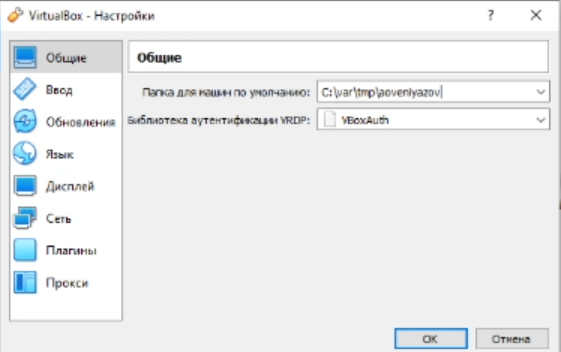 VirtualBox - Настройки
Общие
Ввод
Обновления
Язык
Дисплей
Сеть
Плагины
Прокси
Общие
Папка для машин по умолчанию: C:\var\tmp\aoveniyazov
Библиотека аутентификации VRDP: VBoxAuth
OK Отмена